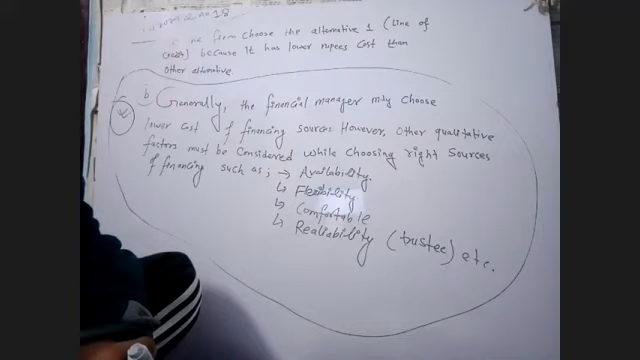 no 18
firm choose the alternative 1 (Line of
credit) because it has lower rupees cost than
other alternative.
b
Generally, the financial manager may choose
lower cost of financing sources However, other qualitative
factors must be considered while choosing right sources
of financing such as; → Availability.
↳ Flexibility.
↳ Comfortable
↳ Realiability (trustee) etc.